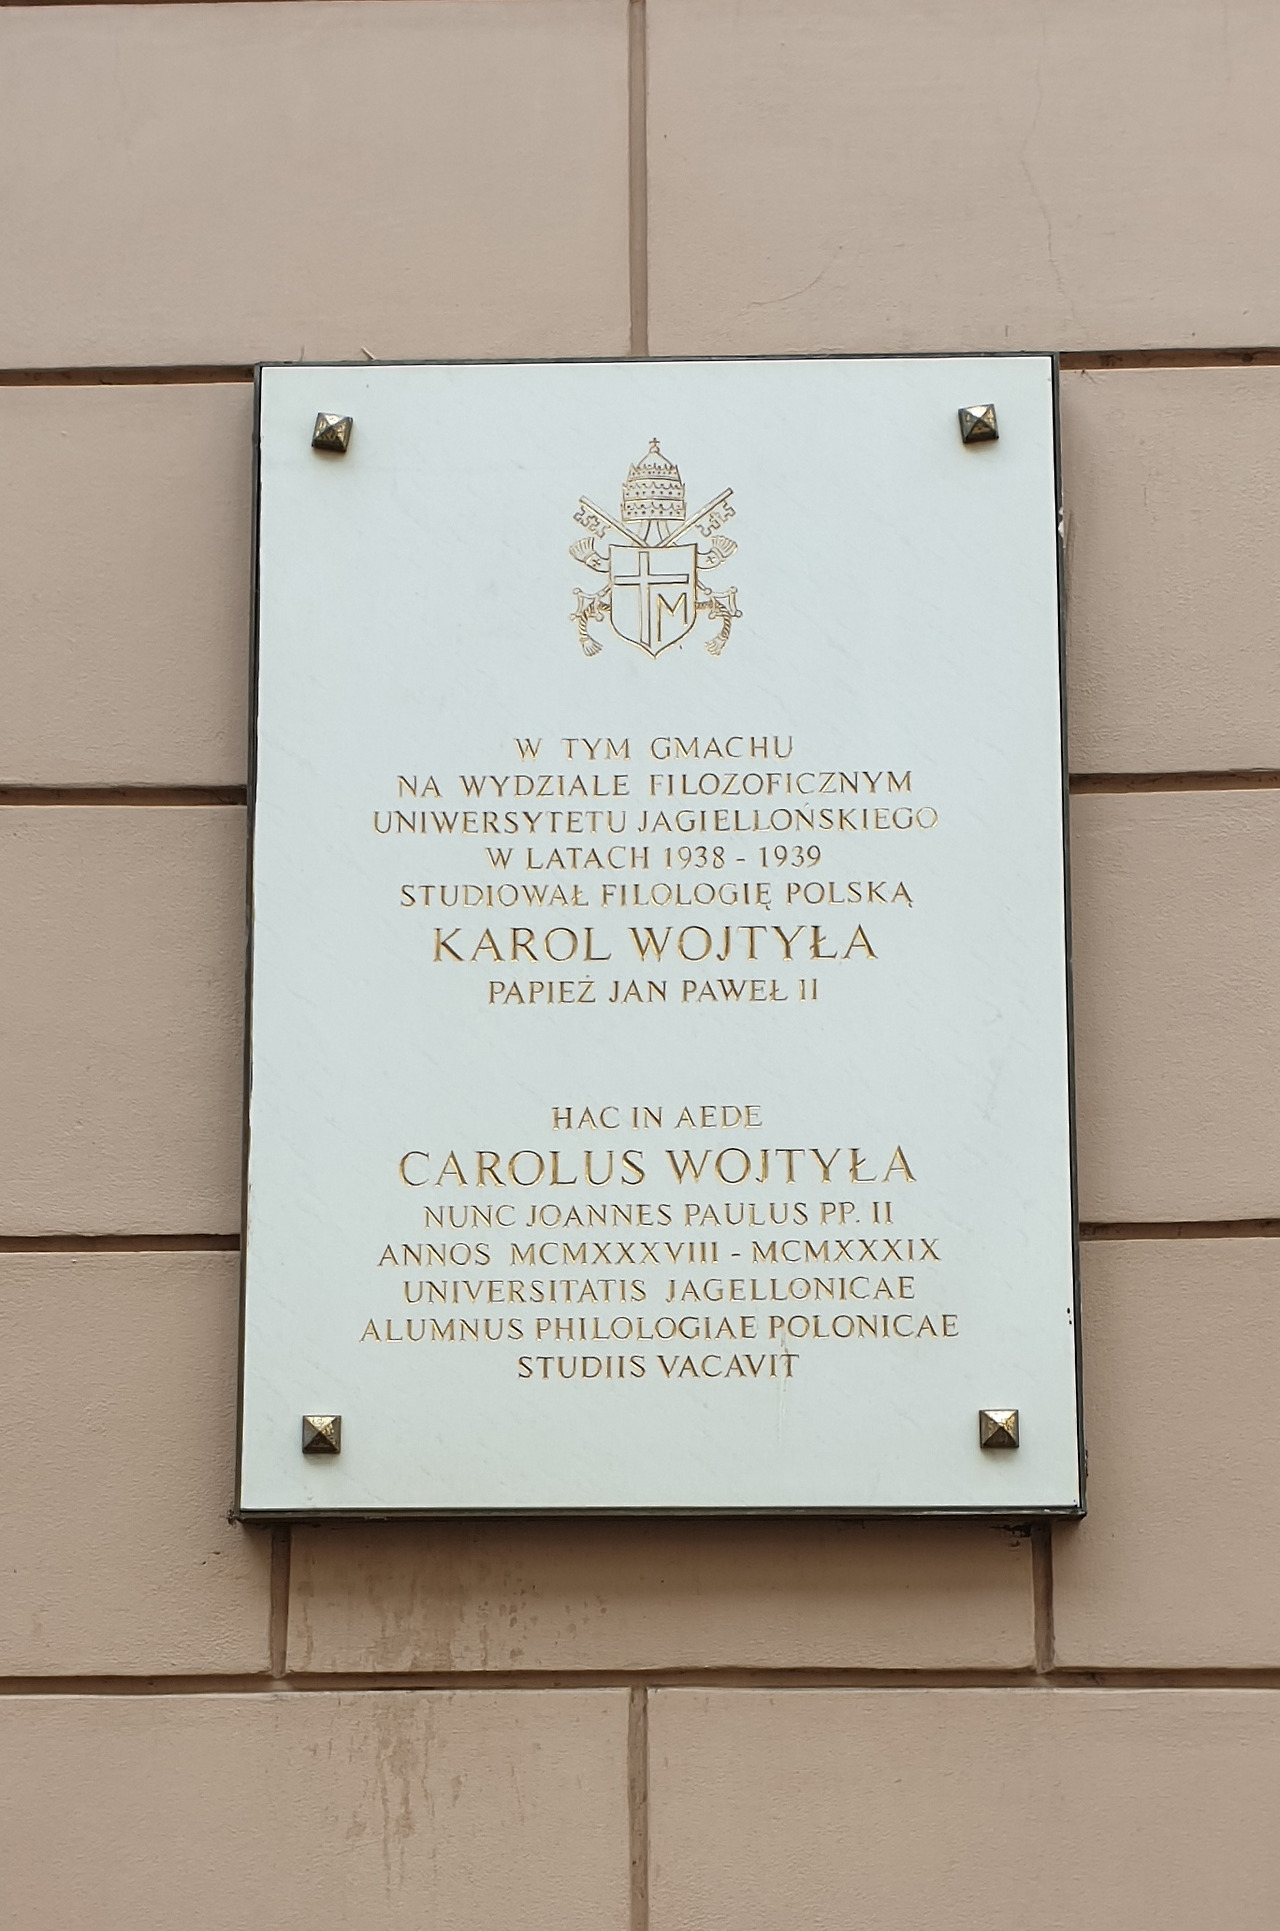 M
W TYM GMACHU
NA WYDZIALE FILOZOFICZNYM
UNIWERSYTETU JAGIELLOŃSKIEGO
W LATACH 1938 - 1939
STUDIOWAŁ FILOLOGIĘ POLSKĄ
KAROL WOJTYŁA
PAPIEŻ JAN PAWEŁ II
HAC IN AEDE
CAROLUS WOJTYŁA
NUNC JOANNES PAULUS PP. II
ANNOS MCMXXXVIII - MCMXXXIX
UNIVERSITATIS JAGELLONICAE
ALUMNUS PHILOLOGIAE POLONICAE
STUDIIS VACAVIT